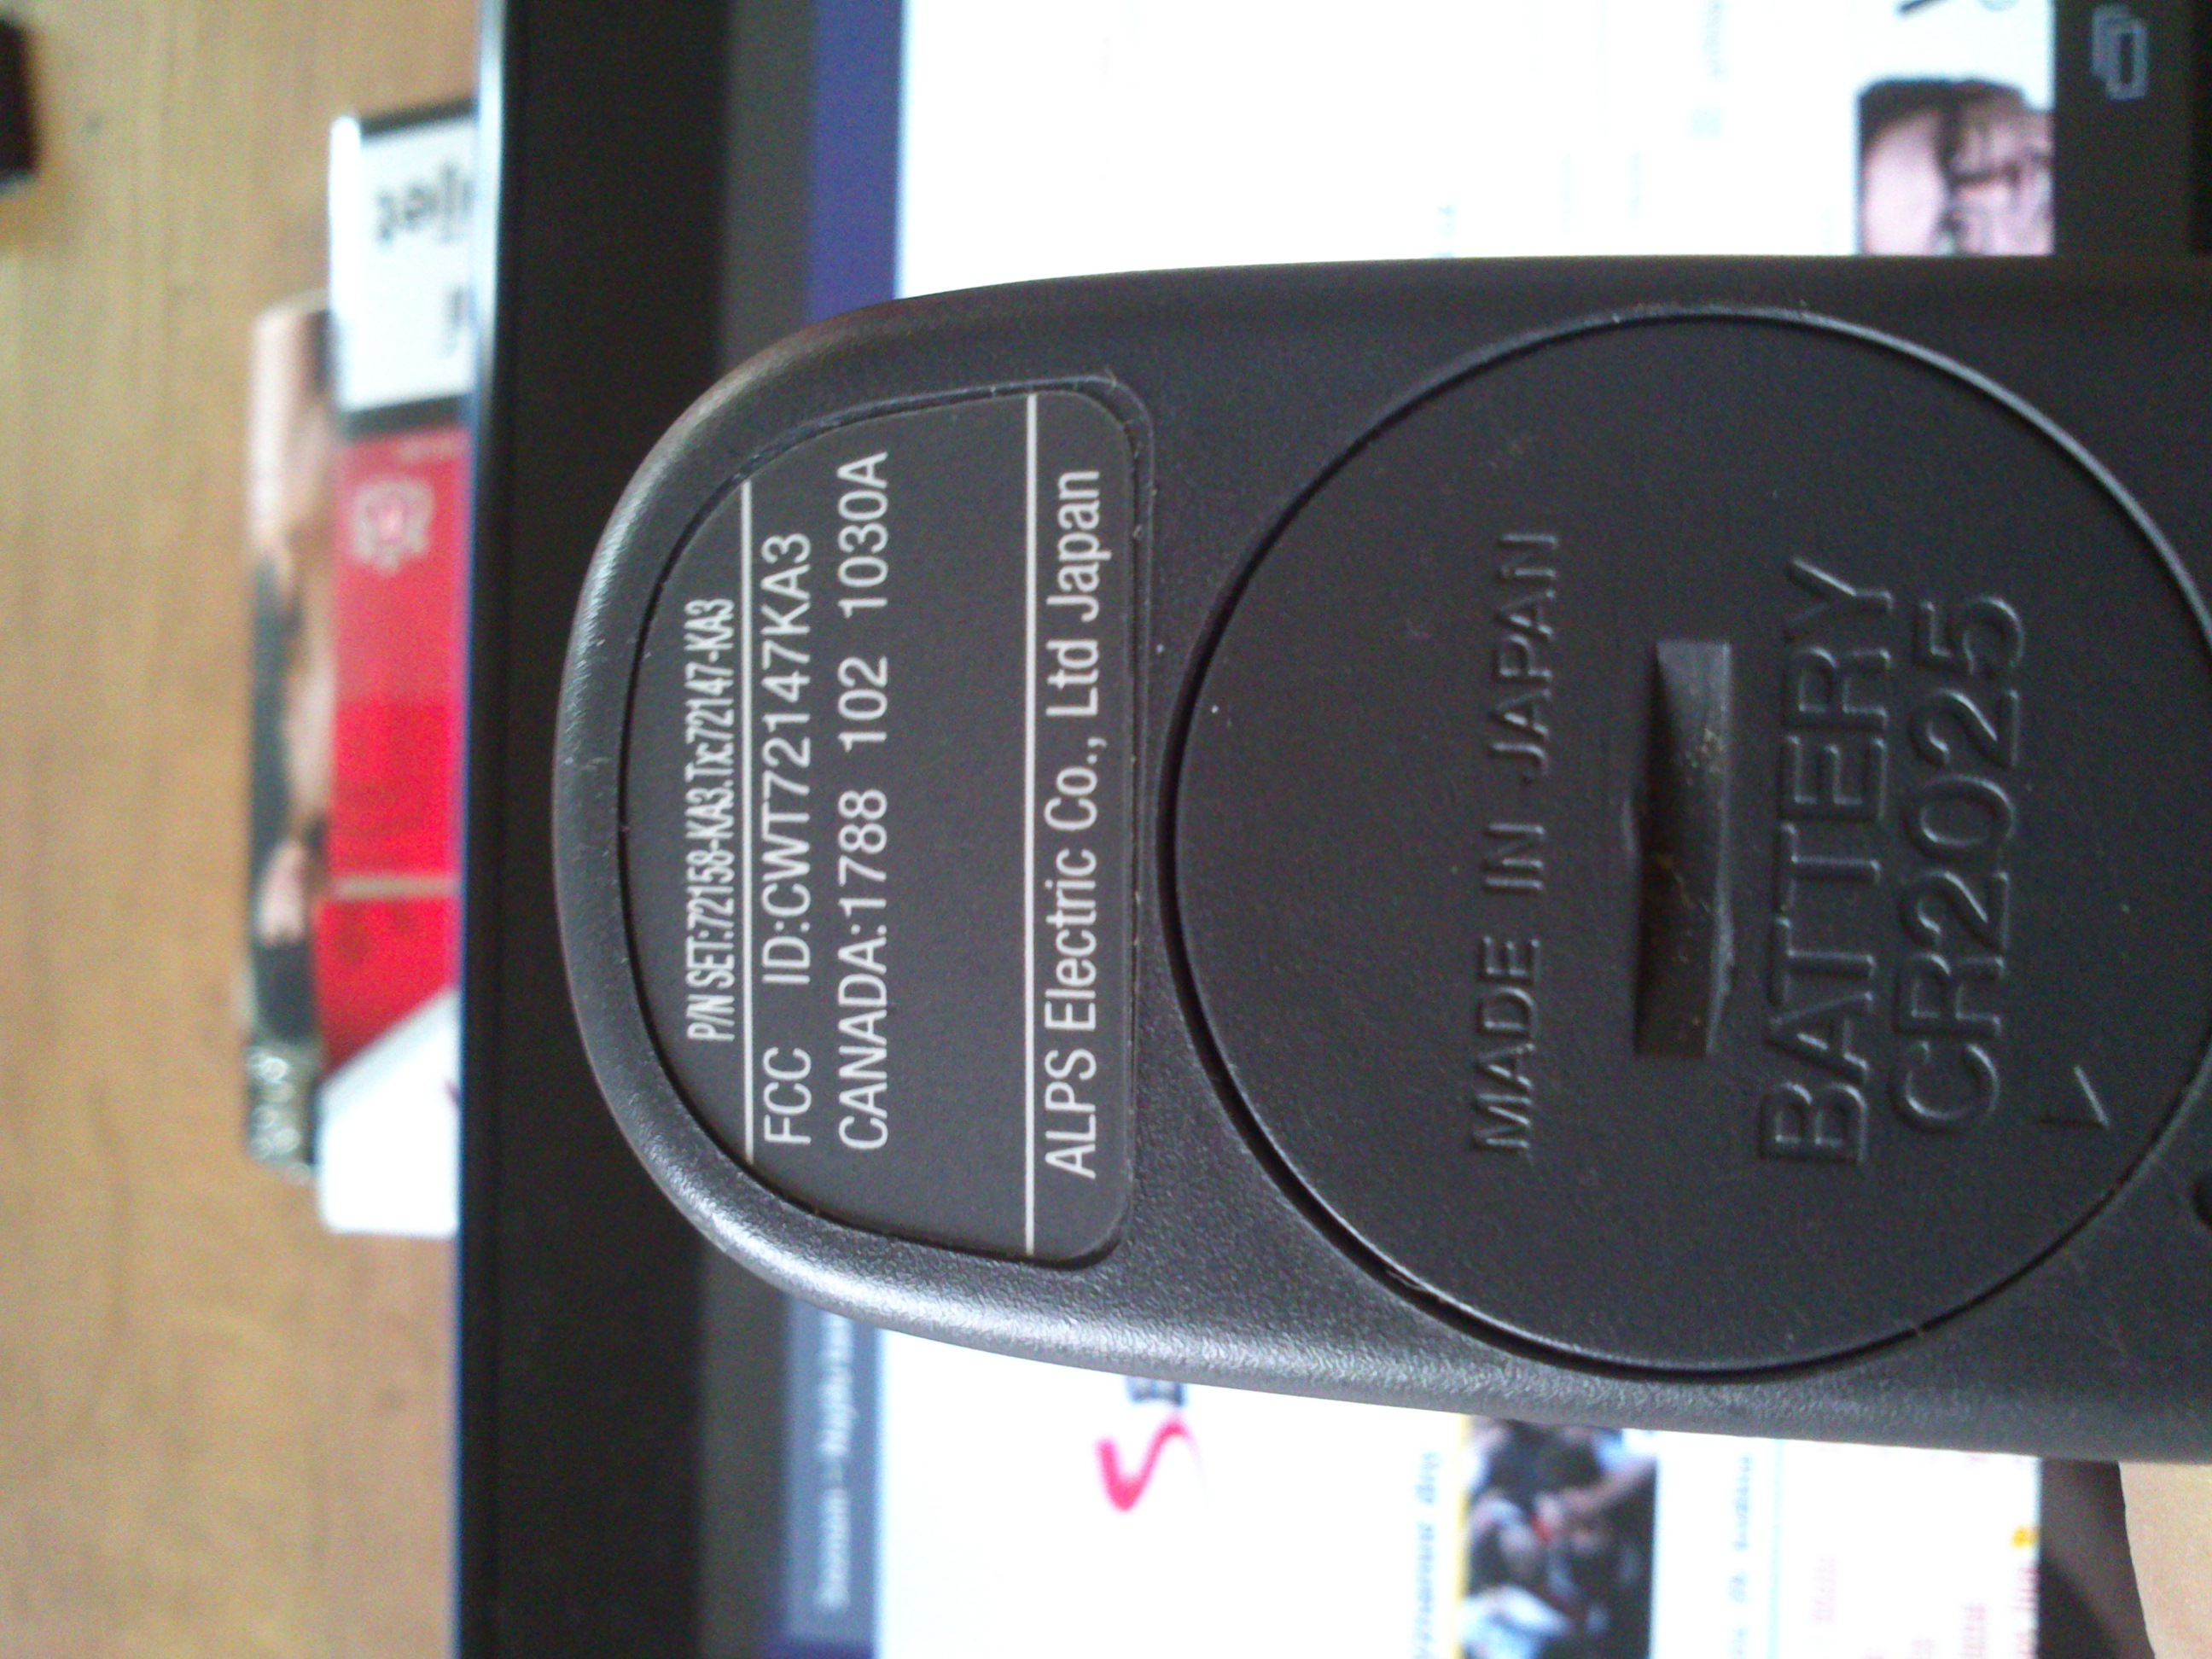 P/N SET:72158-KA3.Tx:72147-KA3
FCC ID:CWT72147KA3
CANADA:1788 102 1030A
ALPS Electric Co., Ltd Japan
MADE IN JAPAN
BATTERY
CR2025